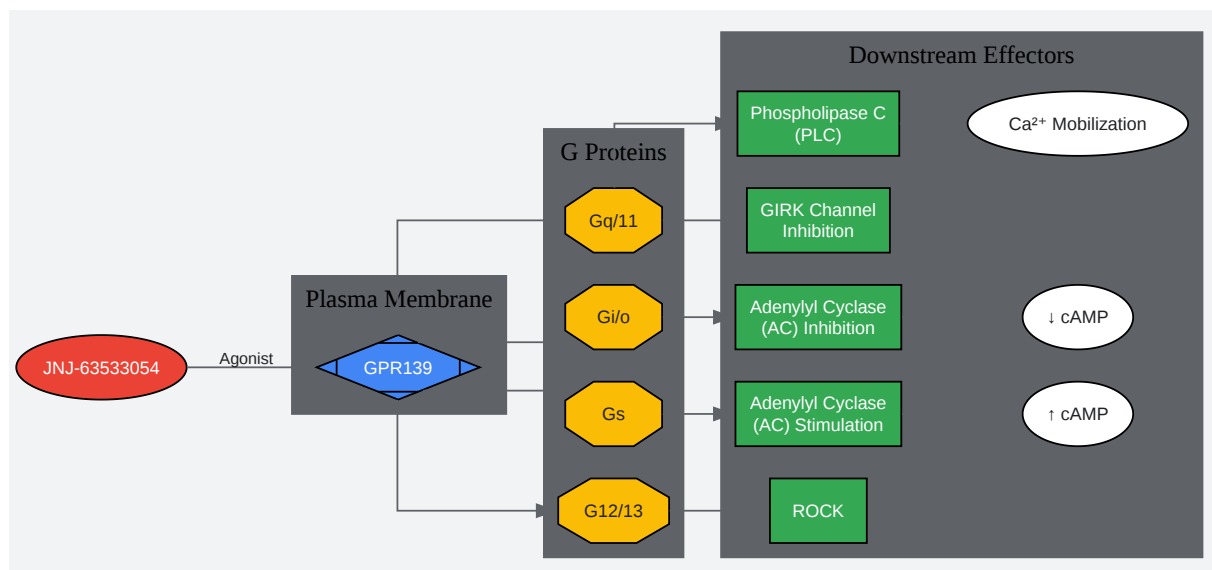 Downstream Effectors
Phospholipase C
(PLC)
Ca²⁺ Mobilization
G Proteins
Gq/11
GIRK Channel
Inhibition
Plasma Membrane
Gi/o
Adenylyl Cyclase
(AC) Inhibition
↓ cAMP
JNJ-63533054
Agonist
GPR139
Gs
Adenylyl Cyclase
(AC) Stimulation
↑ cAMP
G12/13
ROCK